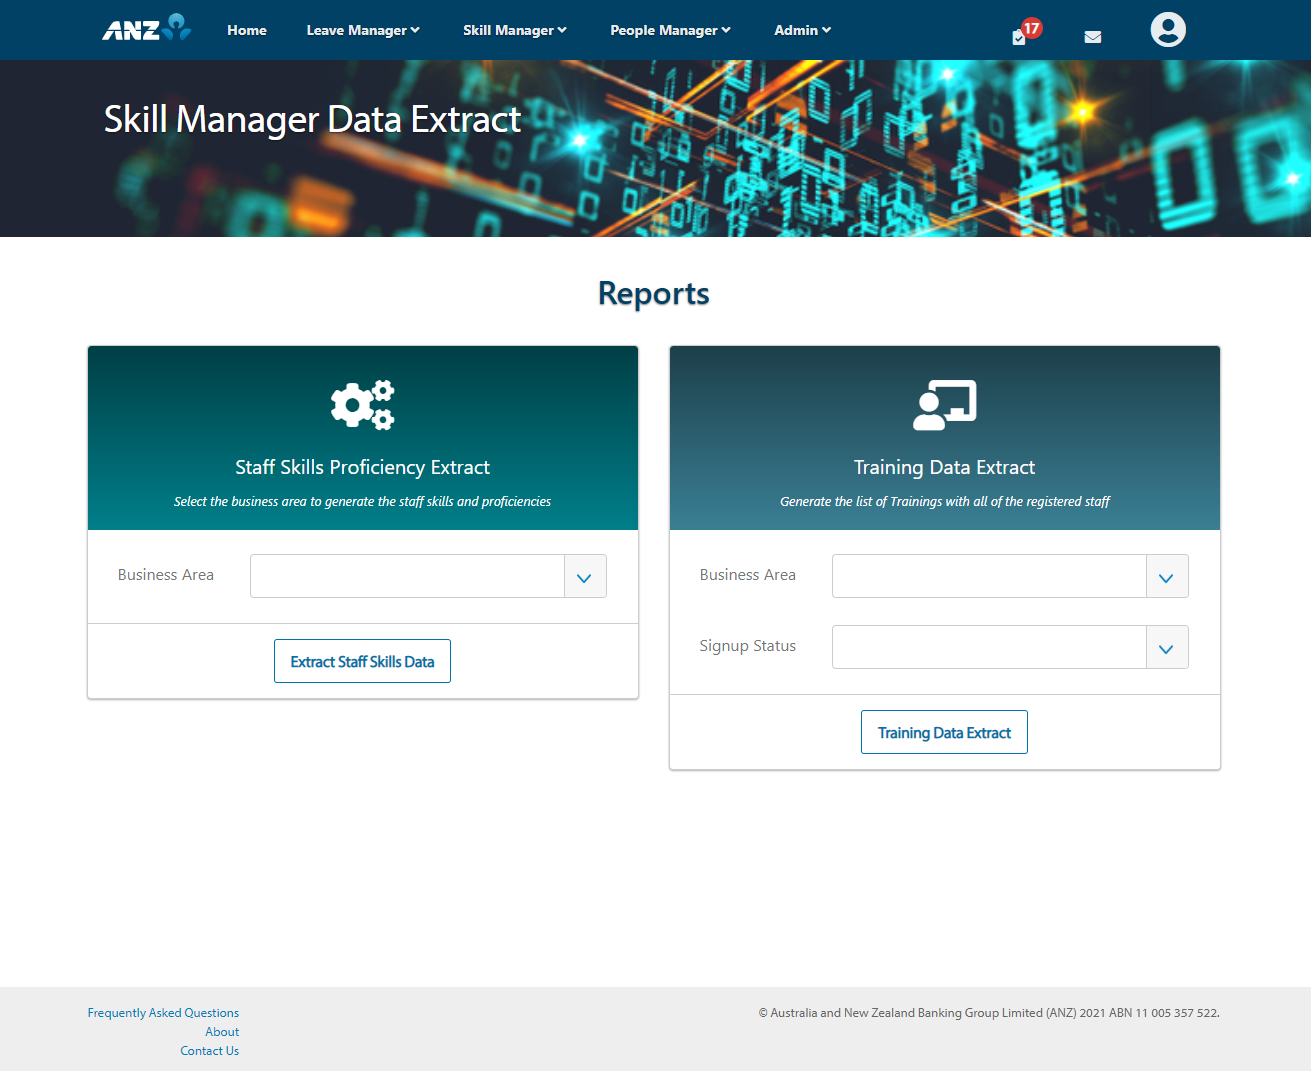 ANZ Home Leave Manager Skill Manager People Manager Admin 17
Skill Manager Data Extract
Reports
Staff Skills Proficiency Extract
Select the business area to generate the staff skills and proficiencies
Business Area
Extract Staff Skills Data
Training Data Extract
Generate the list of Trainings with all of the registered staff
Business Area
Signup Status
Training Data Extract
Frequently Asked Questions
About
Contact Us
© Australia and New Zealand Banking Group Limited (ANZ) 2021 ABN 11 005 357 522.